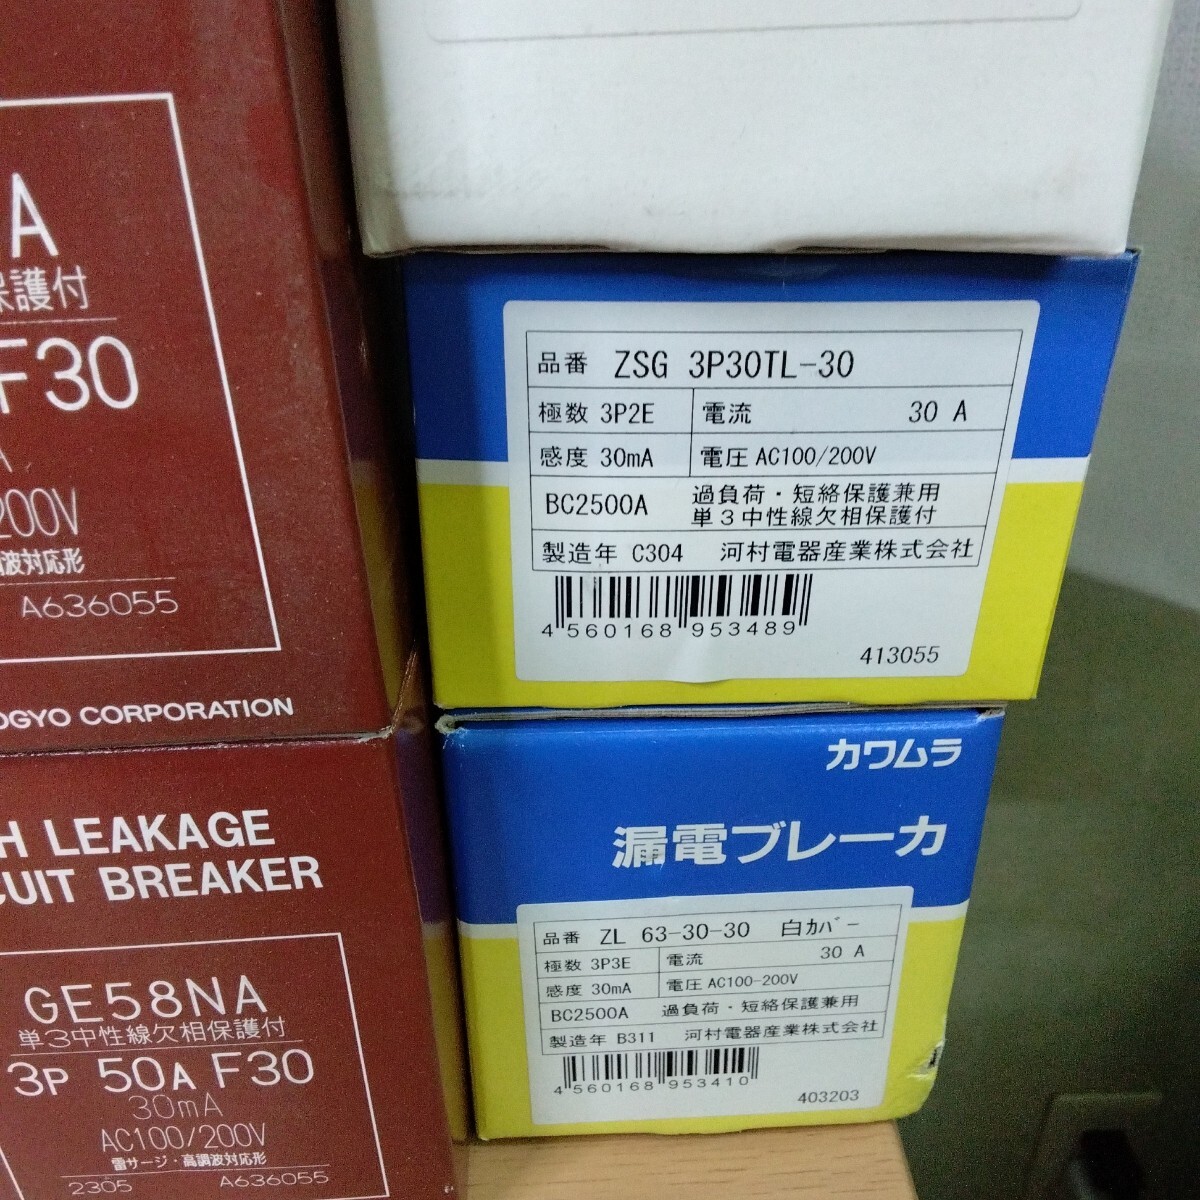 A
保護付
F30
A
200V
波対応形
A636055
OGYO CORPORATION
H LEAKAGE
CUIT BREAKER
GE58NA
単3中性線欠相保護付
3P 50A F30
30mA
AC100/200V
雷サージ・高調波対応形
2305 A636055
品番 ZSG 3P30TL-30
極数 3P2E 電流 30 A
感度 30mA 電圧 AC100/200V
BC2500A 過負荷・短絡保護兼用
単3中性線欠相保護付
製造年 C304 河村電器産業株式会社
4 560168 953489
413055
カワムラ
漏電ブレーカ
品番 ZL 63-30-30 白カバー
極数 3P3E 電流 30 A
感度 30mA 電圧 AC100-200V
BC2500A 過負荷・短絡保護兼用
製造年 B311 河村電器産業株式会社
4 560168 953410
403203